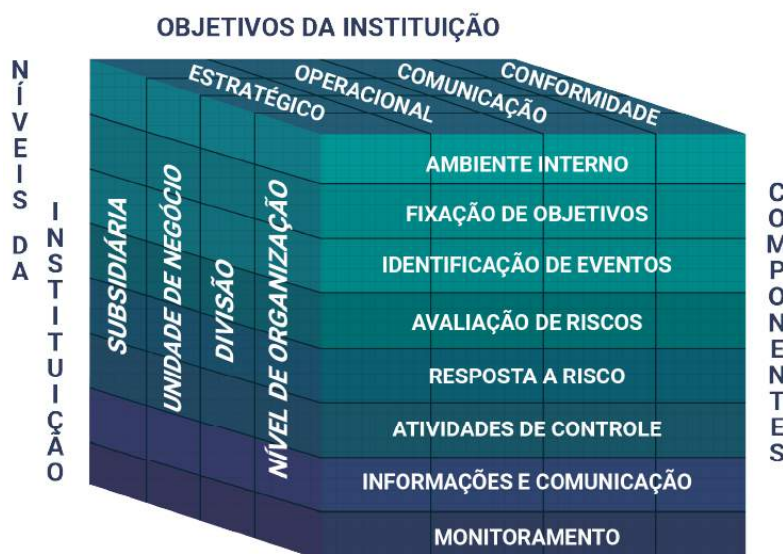 OBJETIVOS DA INSTITUIÇÃO
NÍVEIS DA
INSTITUIÇÃO
ESTRATÉGICO
OPERACIONAL
COMUNICAÇÃO
CONFORMIDADE
SUBSIDIÁRIA
UNIDADE DE NEGÓCIO
DIVISÃO
NÍVEL DE ORGANIZAÇÃO
AMBIENTE INTERNO
FIXAÇÃO DE OBJETIVOS
IDENTIFICAÇÃO DE EVENTOS
AVALIAÇÃO DE RISCOS
RESPOSTA A RISCO
ATIVIDADES DE CONTROLE
INFORMAÇÕES E COMUNICAÇÃO
MONITORAMENTO
COMPONENTES